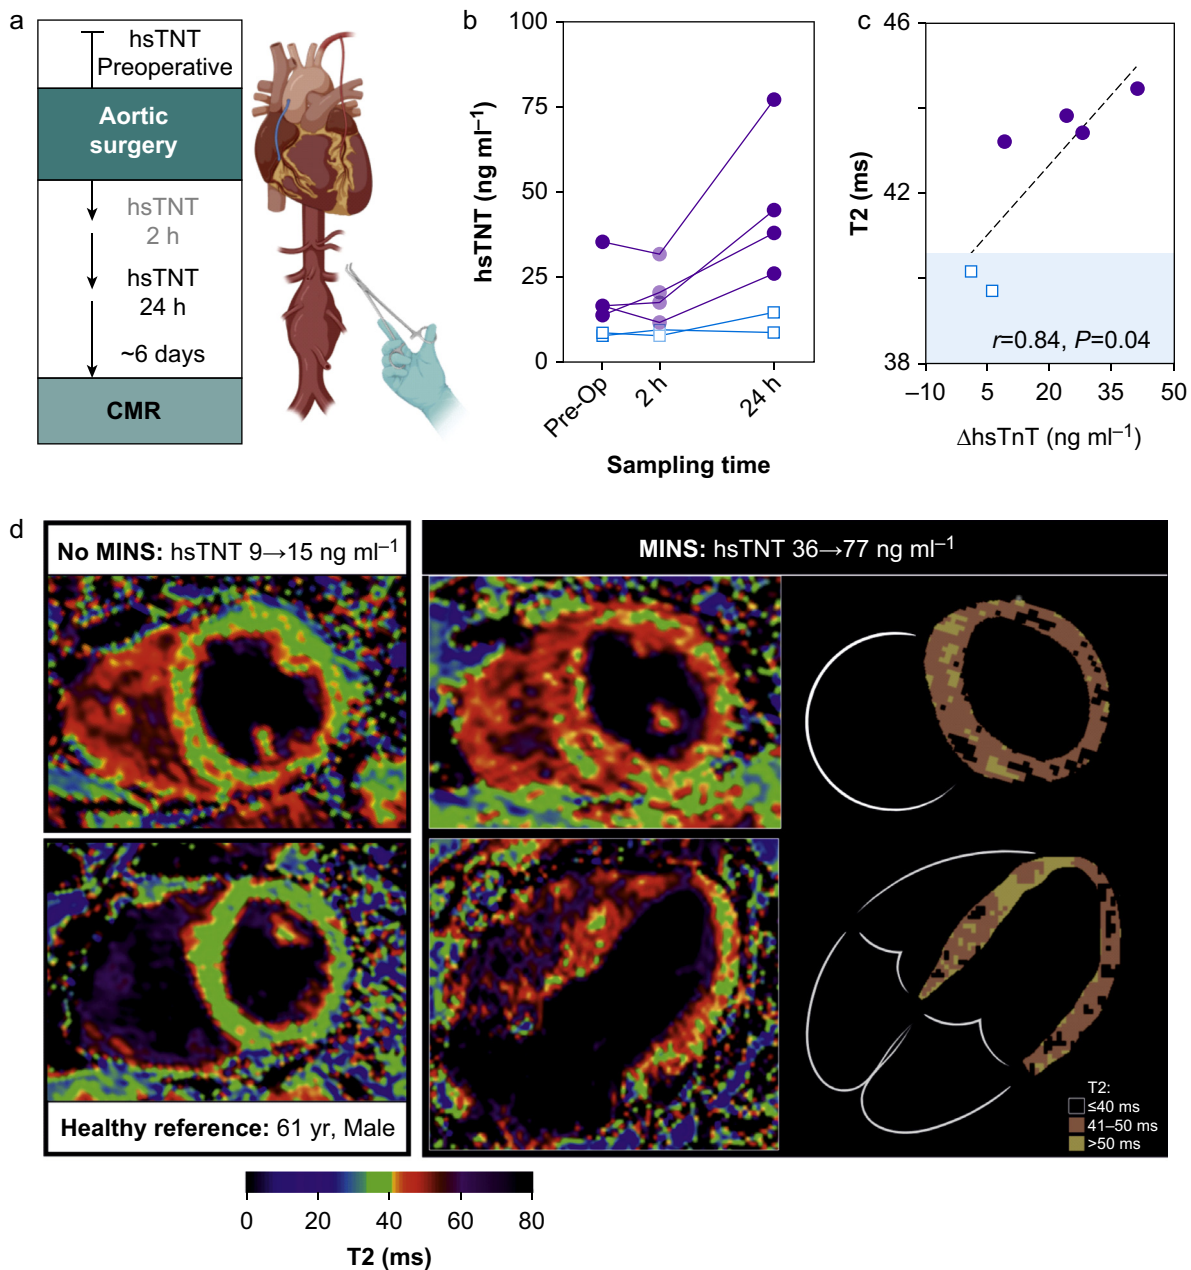 a
hsTNT
Preoperative
Aortic
surgery
hsTNT
2 h
hsTNT
24 h
~6 days
CMR
b
hsTNT (ng ml⁻¹)
100
75
50
25
0
Pre-Op
2 h
24 h
Sampling time
c
T2 (ms)
46
42
38
r=0.84, P=0.04
–10 5 20 35 50
ΔhsTnT (ng ml⁻¹)
d
No MINS: hsTNT 9→15 ng ml⁻¹
MINS: hsTNT 36→77 ng ml⁻¹
Healthy reference: 61 yr, Male
T2:
≤40 ms
41–50 ms
>50 ms
0 20 40 60 80
T2 (ms)